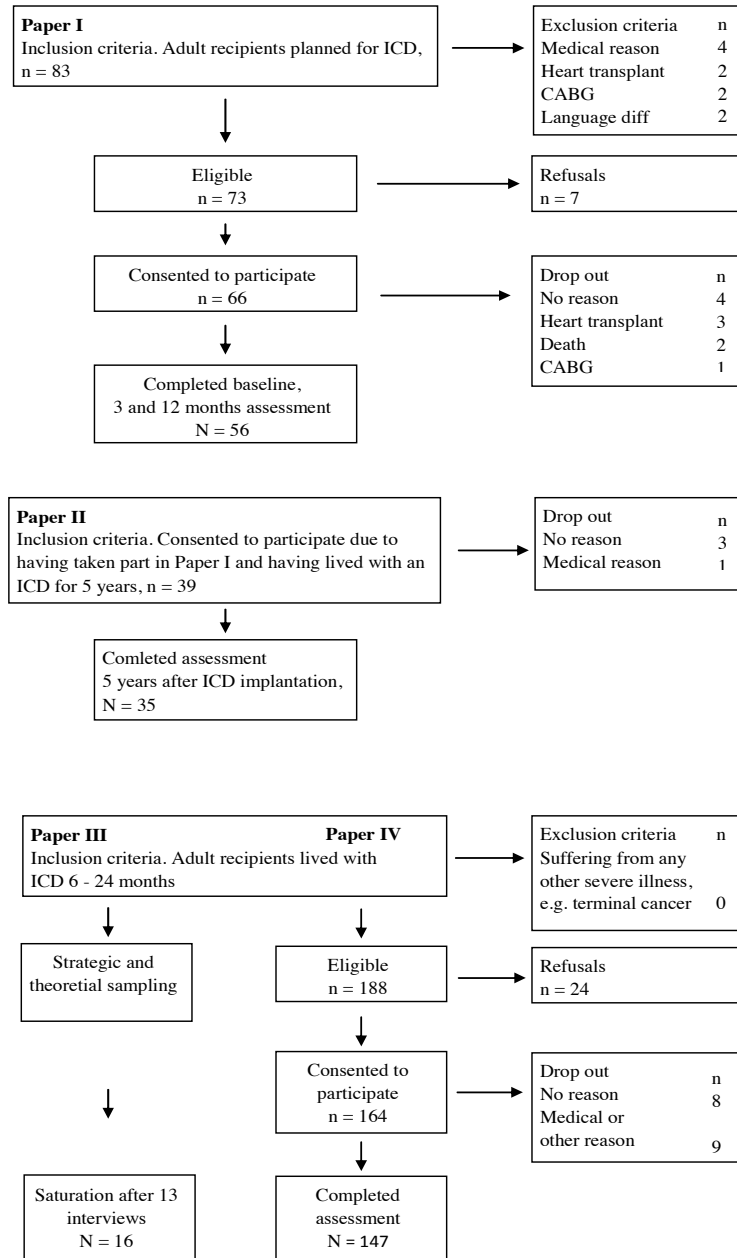 Paper I
Inclusion criteria. Adult recipients planned for ICD,
n = 83
Exclusion criteria n
Medical reason 4
Heart transplant 2
CABG 2
Language diff 2
Eligible
n = 73
Refusals
n = 7
Consented to participate
n = 66
Drop out n
No reason 4
Heart transplant 3
Death 2
CABG 1
Completed baseline,
3 and 12 months assessment
N = 56
Paper II
Inclusion criteria. Consented to participate due to
having taken part in Paper I and having lived with an
ICD for 5 years, n = 39
Drop out n
No reason 3
Medical reason 1
Comleted assessment
5 years after ICD implantation,
N = 35
Paper III Paper IV
Inclusion criteria. Adult recipients lived with
ICD 6 - 24 months
Exclusion criteria n
Suffering from any
other severe illness,
e.g. terminal cancer 0
Strategic and
theoretial sampling
Eligible
n = 188
Refusals
n = 24
Consented to
participate
n = 164
Drop out n
No reason 8
Medical or
other reason 9
Saturation after 13
interviews
N = 16
Completed
assessment
N = 147